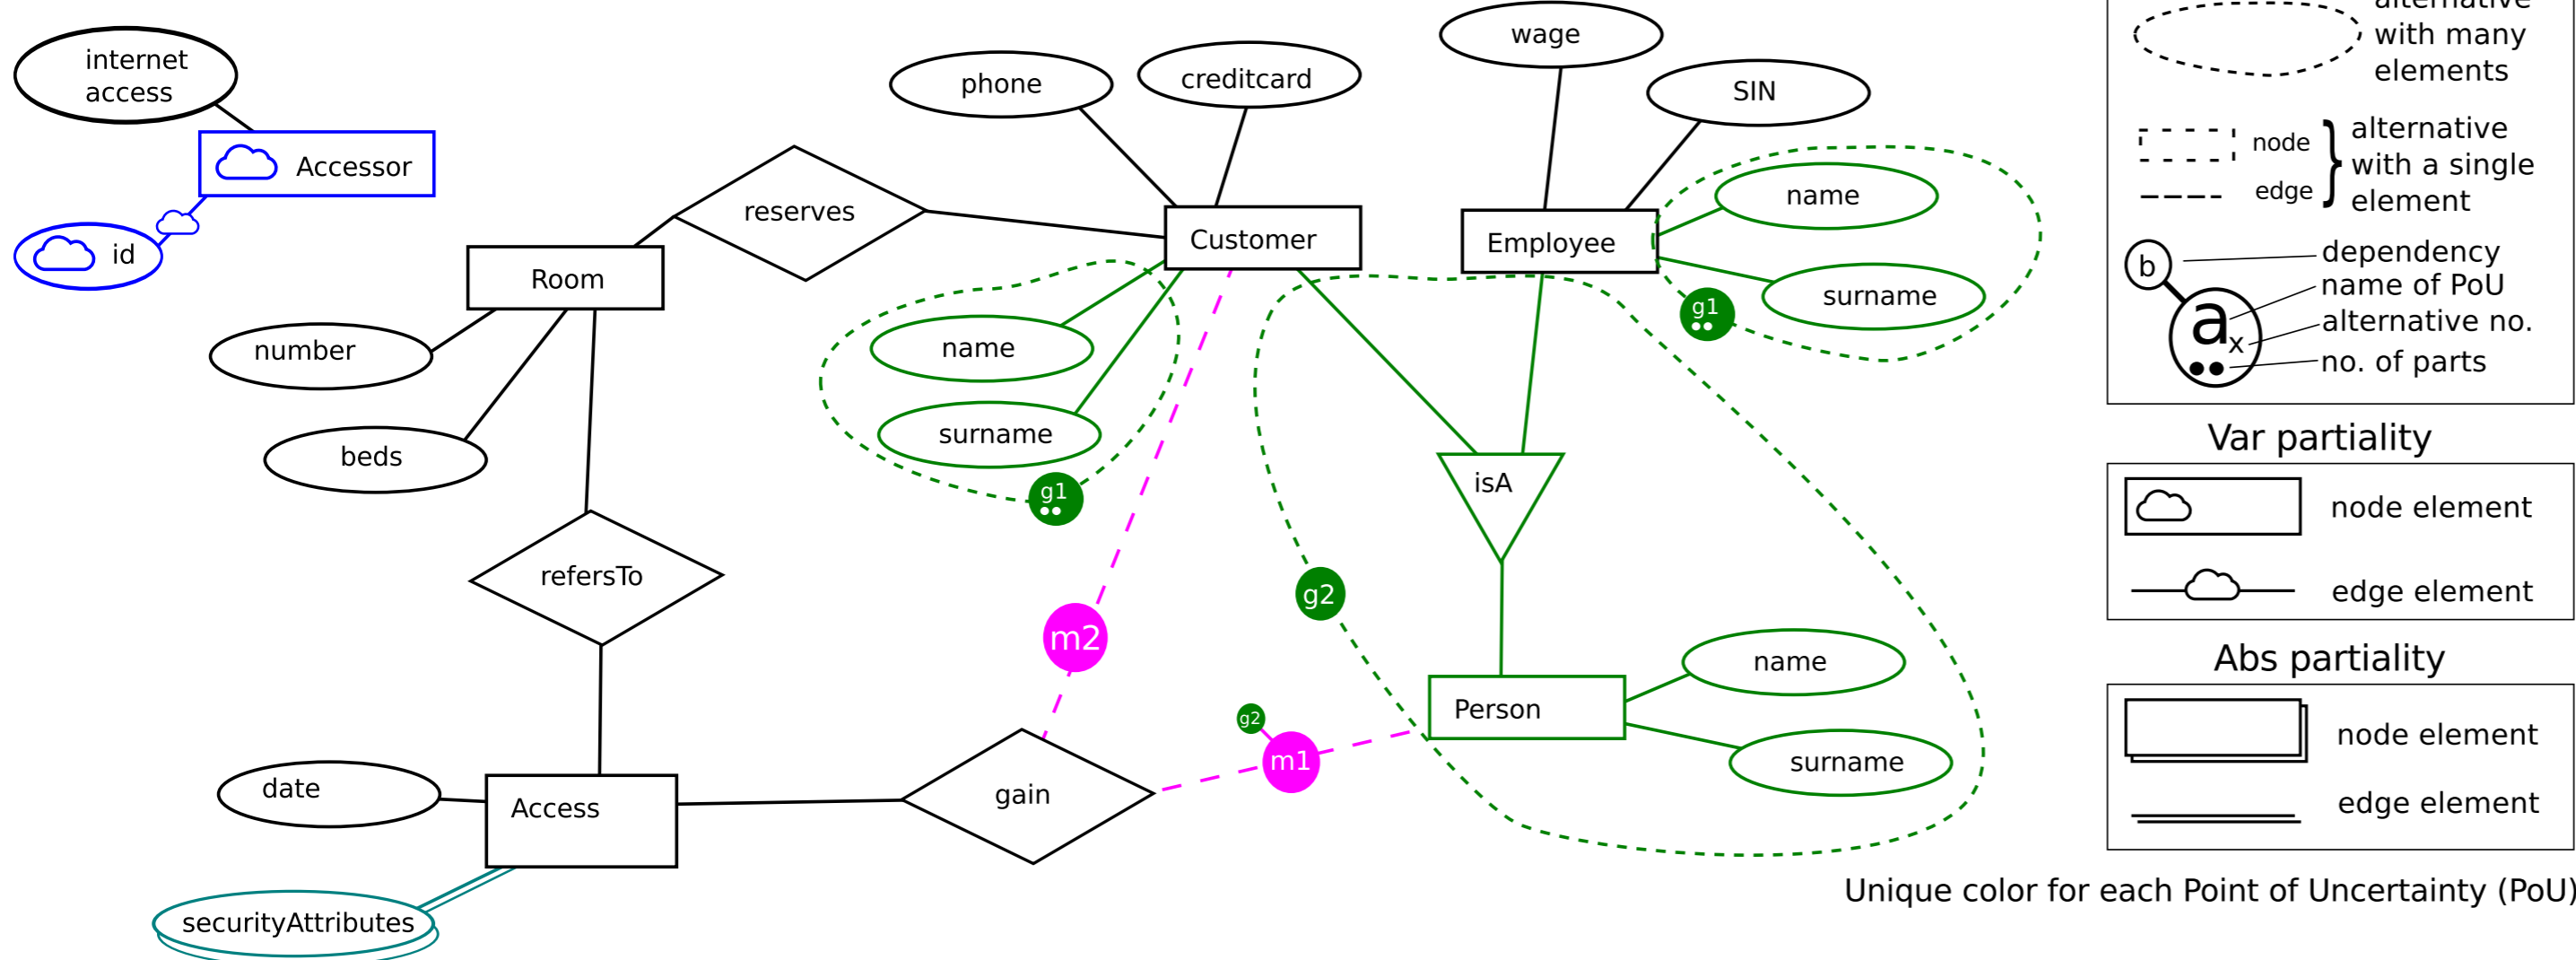 internet
access
Accessor
id
Room
number
beds
reserves
phone
creditcard
Customer
name
surname
g1
wage
SIN
Employee
name
surname
g1
isA
refersTo
m2
g2
g2
m1
Person
name
surname
date
Access
gain
securityAttributes
alternative
with many
elements
node
edge
}
alternative
with a single
element
b
a
x
dependency
name of PoU
alternative no.
no. of parts
Var partiality
node element
edge element
Abs partiality
node element
edge element
Unique color for each Point of Uncertainty (PoU)